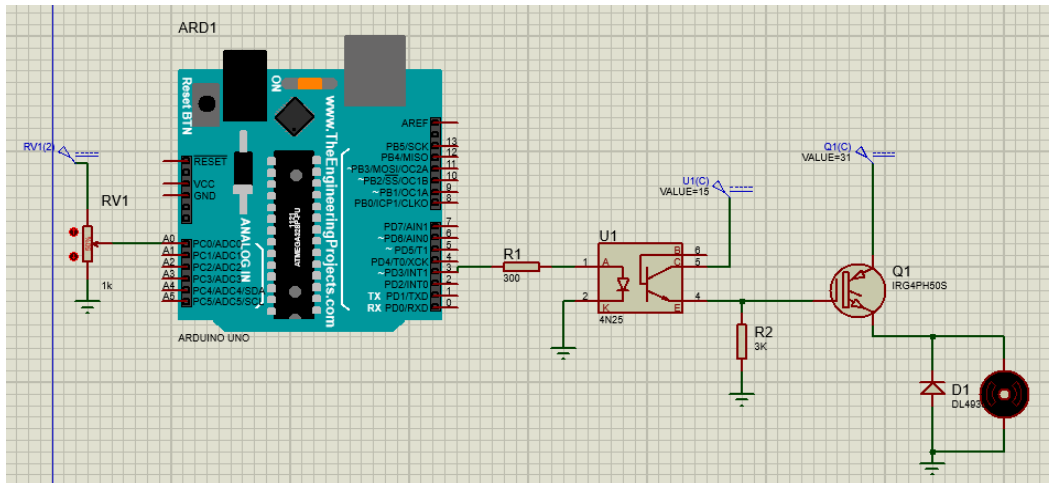 ARD1
Reset BTN
ON
www.TheEngineeringProjects.com
AREF
PB5/SCK 13
PB4/MISO 12
~PB3/MOSI/OC2A 11
~PB2/SS/OC1B 10
~PB1/OC1A 9
PB0/ICP1/CLKO 8
RESET
VCC
GND
ANALOG IN
ATMEGA328P-PU
1121
PD7/AIN1 7
~PD6/AIN0 6
~PD5/T1 5
PD4/T0/XCK 4
~PD3/INT1 3
PD2/INT0 2
TX PD1/TXD 1
RX PD0/RXD 0
A0 PC0/ADC0
A1 PC1/ADC1
A2 PC2/ADC2
A3 PC3/ADC3
A4 PC4/ADC4/SDA
A5 PC5/ADC5/SCL
ARDUINO UNO
RV1(2)
RV1
1k
R1
300
U1
A
K
B
C
E
1
2
6
5
4
4N25
U1(C)
VALUE=15
R2
3K
Q1(C)
VALUE=31
Q1
IRG4PH50S
D1